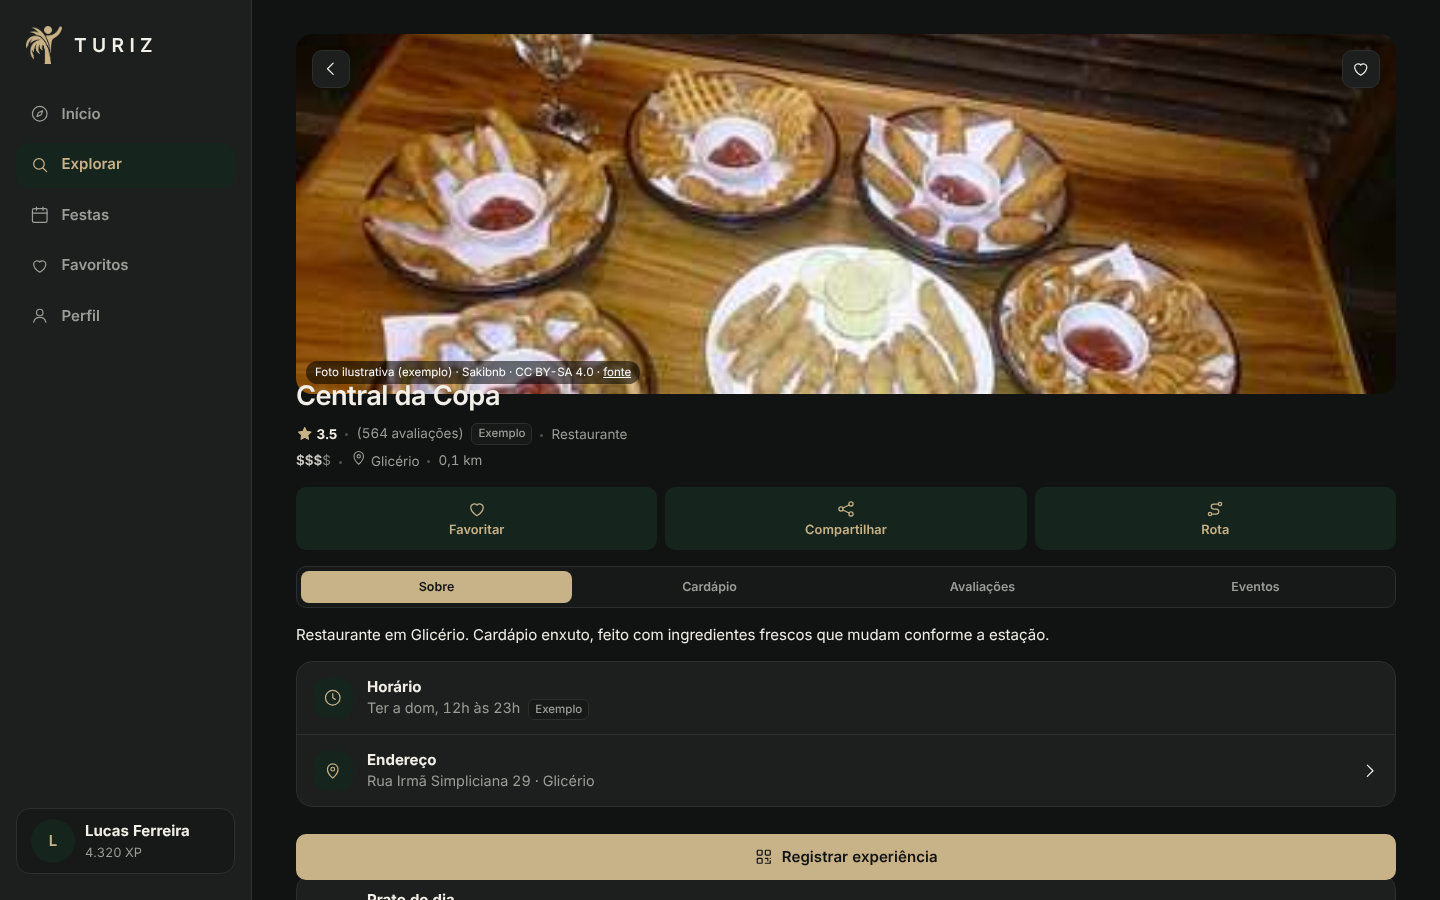 TURIZ
Início
Explorar
Festas
Favoritos
Perfil
L
Lucas Ferreira
4.320 XP
Foto ilustrativa (exemplo) · Sakibnb · CC BY-SA 4.0 · fonte
Central da Copa
3.5 · (564 avaliações) Exemplo · Restaurante
$$$$ · Glicério · 0,1 km
Favoritar
Compartilhar
Rota
Sobre
Cardápio
Avaliações
Eventos
Restaurante em Glicério. Cardápio enxuto, feito com ingredientes frescos que mudam conforme a estação.
Horário
Ter a dom, 12h às 23h Exemplo
Endereço
Rua Irmã Simpliciana 29 · Glicério
Registrar experiência
Prato do dia